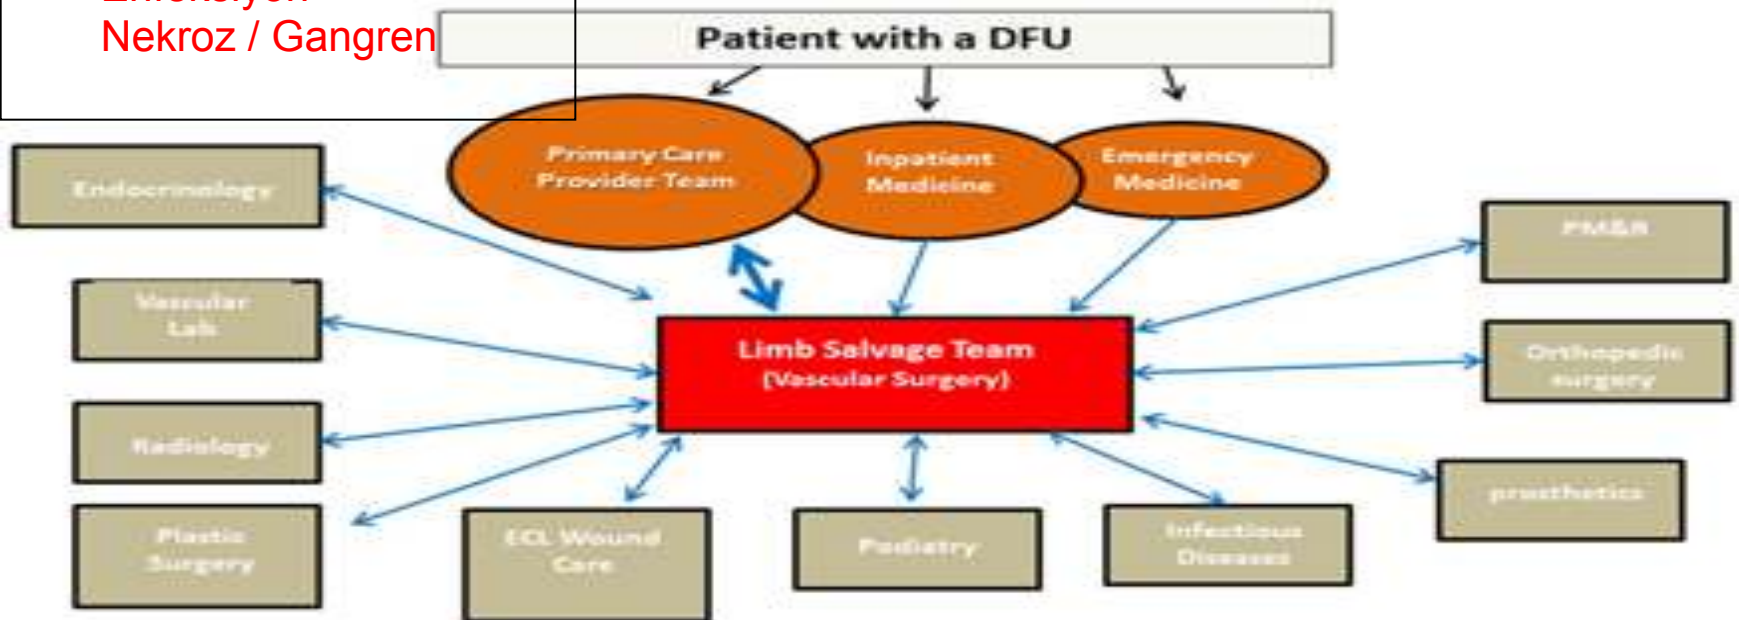 Nekroz / Gangren
Patient with a DFU
Primary Care
Provider Team
Inpatient
Medicine
Emergency
Medicine
Endocrinology
PM&R
Vascular
Lab
Limb Salvage Team
(Vascular Surgery)
Orthopedic
surgery
Radiology
prosthetics
Plastic
Surgery
ECL Wound
Care
Podiatry
Infectious
Diseases